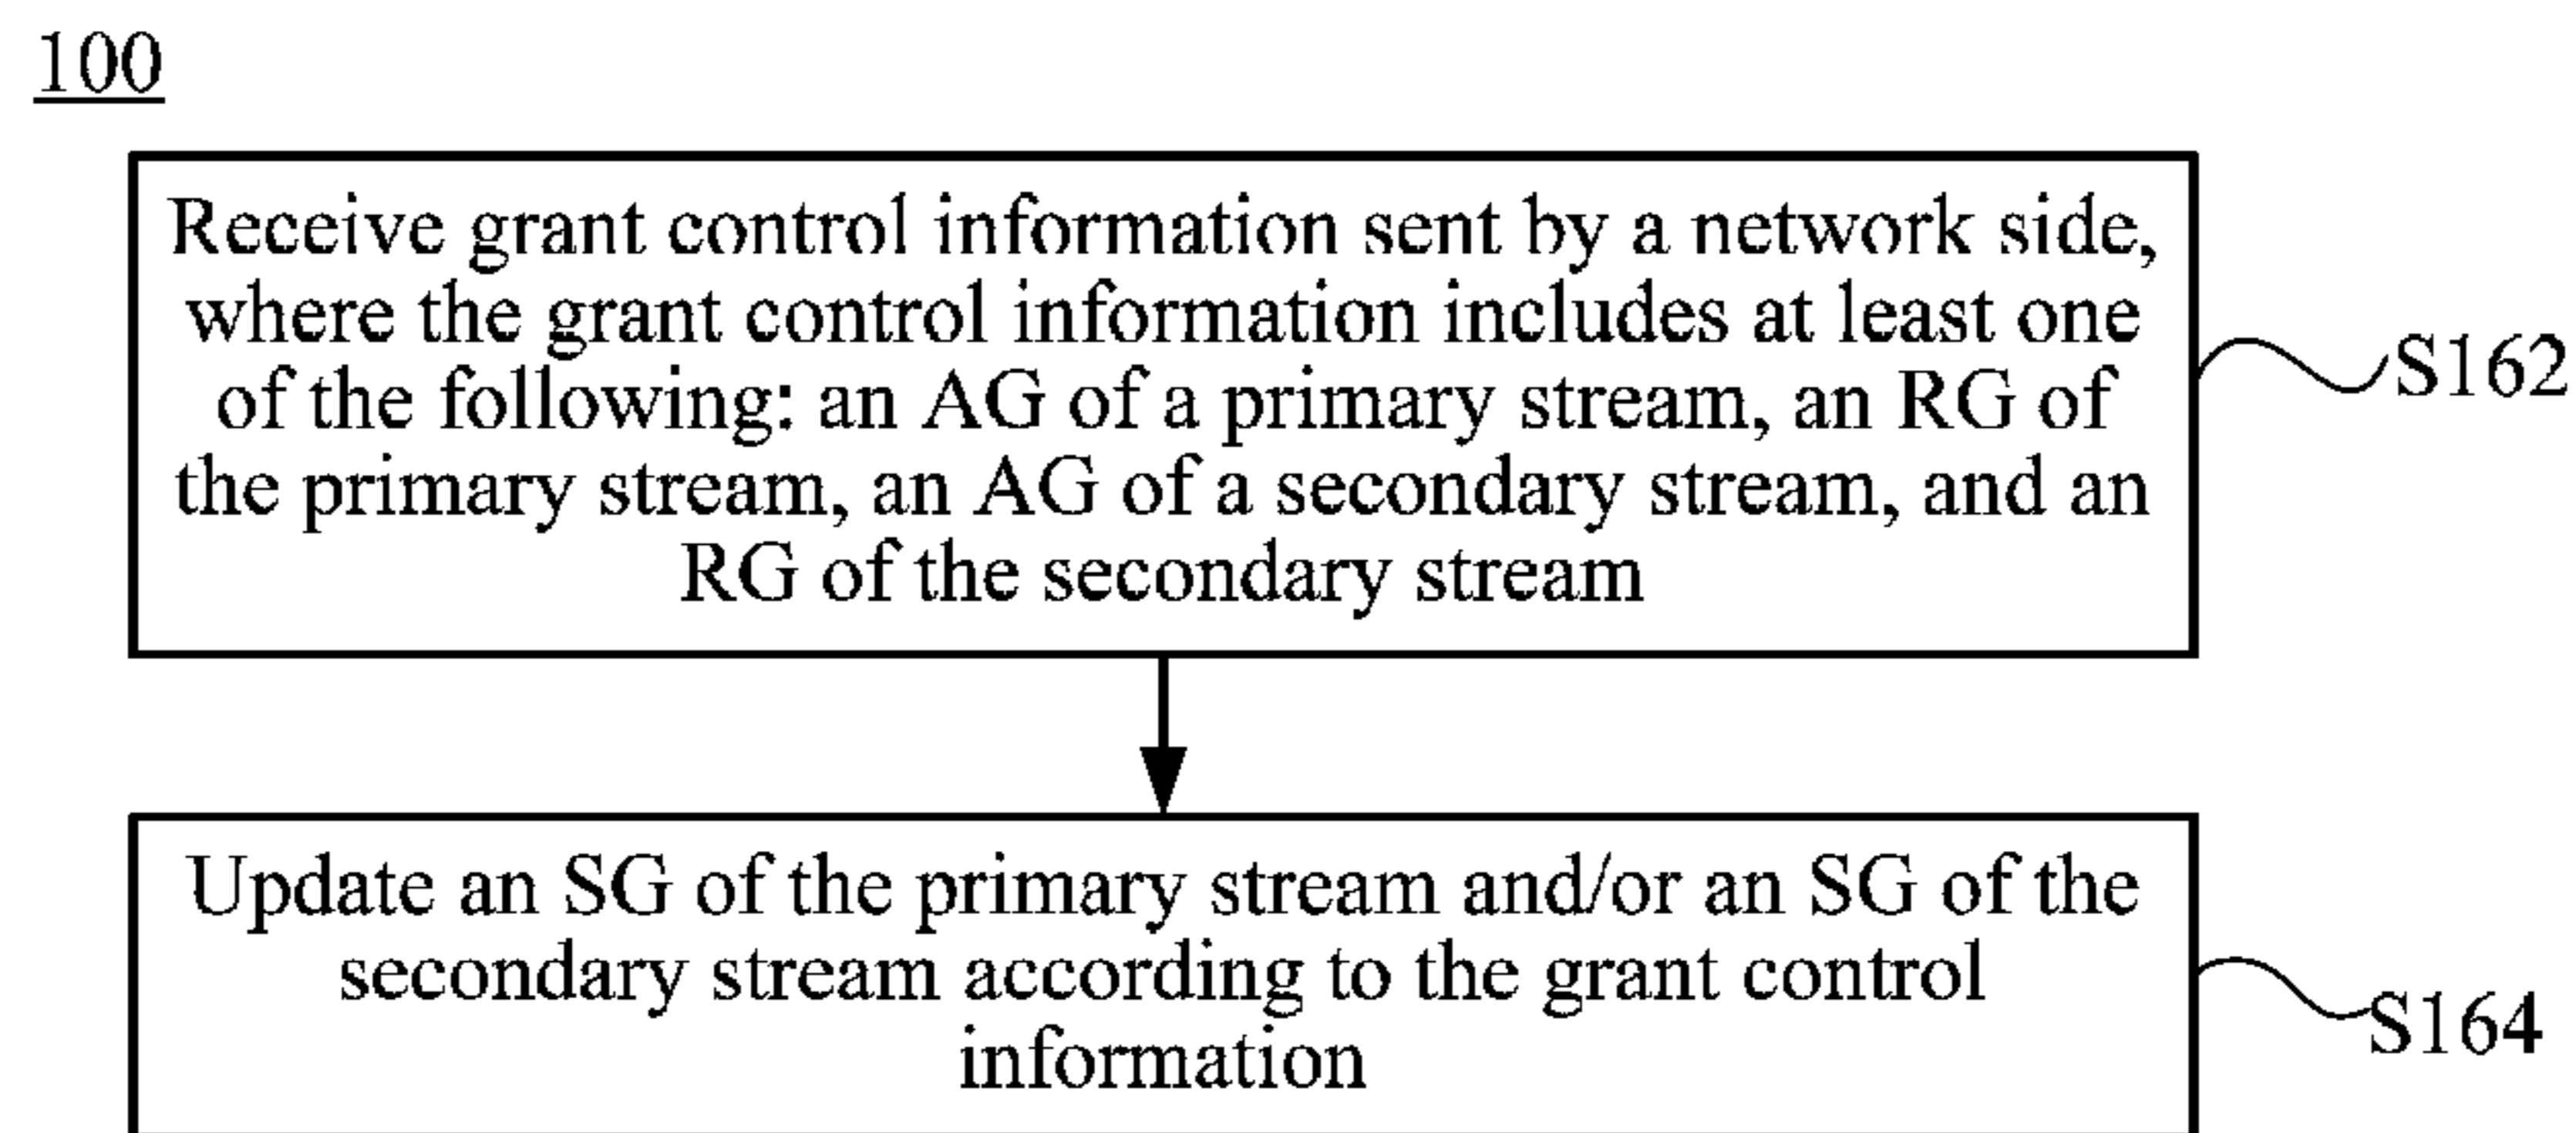 100
Receive grant control information sent by a network side,
where the grant control information includes at least one
of the following: an AG of a primary stream, an RG of
the primary stream, an AG of a secondary stream, and an
RG of the secondary stream
S162
Update an SG of the primary stream and/or an SG of the
secondary stream according to the grant control
information
S164